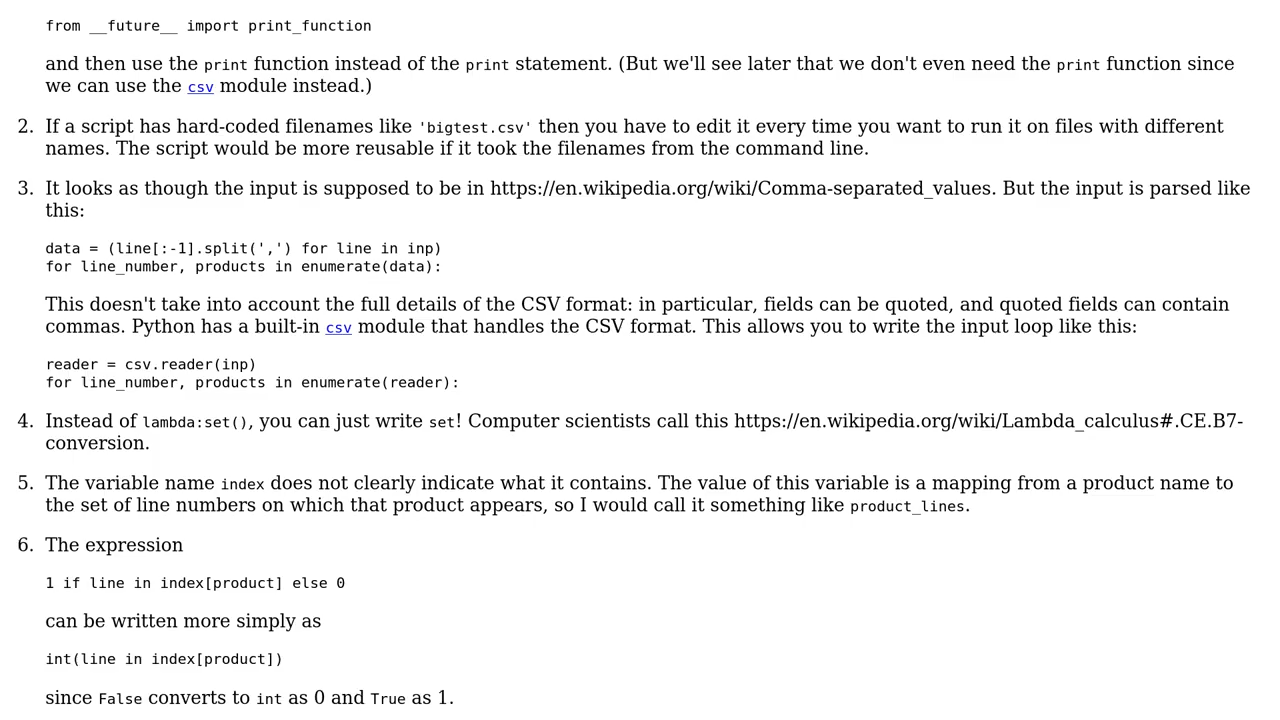 from __future__ import print_function
and then use the print function instead of the print statement. (But we'll see later that we don't even need the print function since
we can use the csv module instead.)
2. If a script has hard-coded filenames like 'bigtest.csv' then you have to edit it every time you want to run it on files with different
names. The script would be more reusable if it took the filenames from the command line.
3. It looks as though the input is supposed to be in https://en.wikipedia.org/wiki/Comma-separated_values. But the input is parsed like
this:
data = (line[:-1].split(',') for line in inp)
for line_number, products in enumerate(data):
This doesn't take into account the full details of the CSV format: in particular, fields can be quoted, and quoted fields can contain
commas. Python has a built-in csv module that handles the CSV format. This allows you to write the input loop like this:
reader = csv.reader(inp)
for line_number, products in enumerate(reader):
4. Instead of lambda:set(), you can just write set! Computer scientists call this https://en.wikipedia.org/wiki/Lambda_calculus#.CE.B7-
conversion.
5. The variable name index does not clearly indicate what it contains. The value of this variable is a mapping from a product name to
the set of line numbers on which that product appears, so I would call it something like product_lines.
6. The expression
1 if line in index[product] else 0
can be written more simply as
int(line in index[product])
since False converts to int as 0 and True as 1.